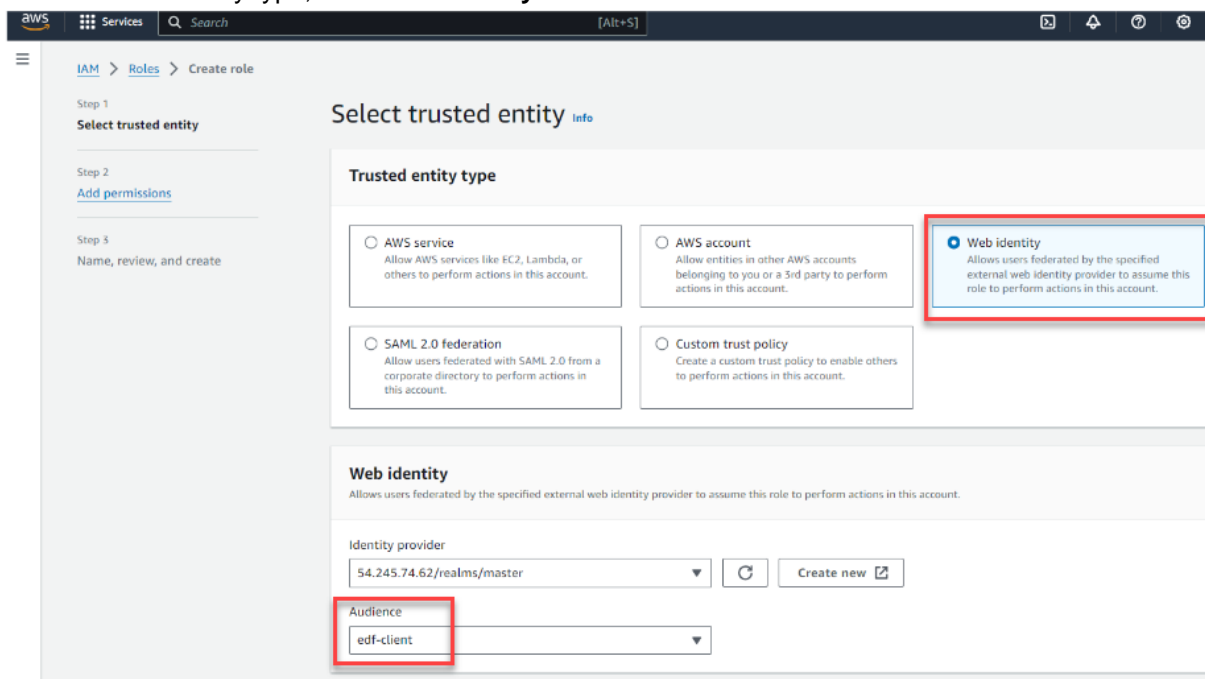 aws Services Search [Alt+S]
IAM > Roles > Create role
Step 1
Select trusted entity
Step 2
Add permissions
Step 3
Name, review, and create
Select trusted entity Info
Trusted entity type
AWS service
Allow AWS services like EC2, Lambda, or
others to perform actions in this account.
AWS account
Allow entities in other AWS accounts
belonging to you or a 3rd party to perform
actions in this account.
Web identity
Allows users federated by the specified
external web identity provider to assume this
role to perform actions in this account.
SAML 2.0 federation
Allow users federated with SAML 2.0 from a
corporate directory to perform actions in
this account.
Custom trust policy
Create a custom trust policy to enable others
to perform actions in this account.
Web identity
Allows users federated by the specified external web identity provider to assume this role to perform actions in this account.
Identity provider
54.245.74.62/realms/master
Create new
Audience
edf-client